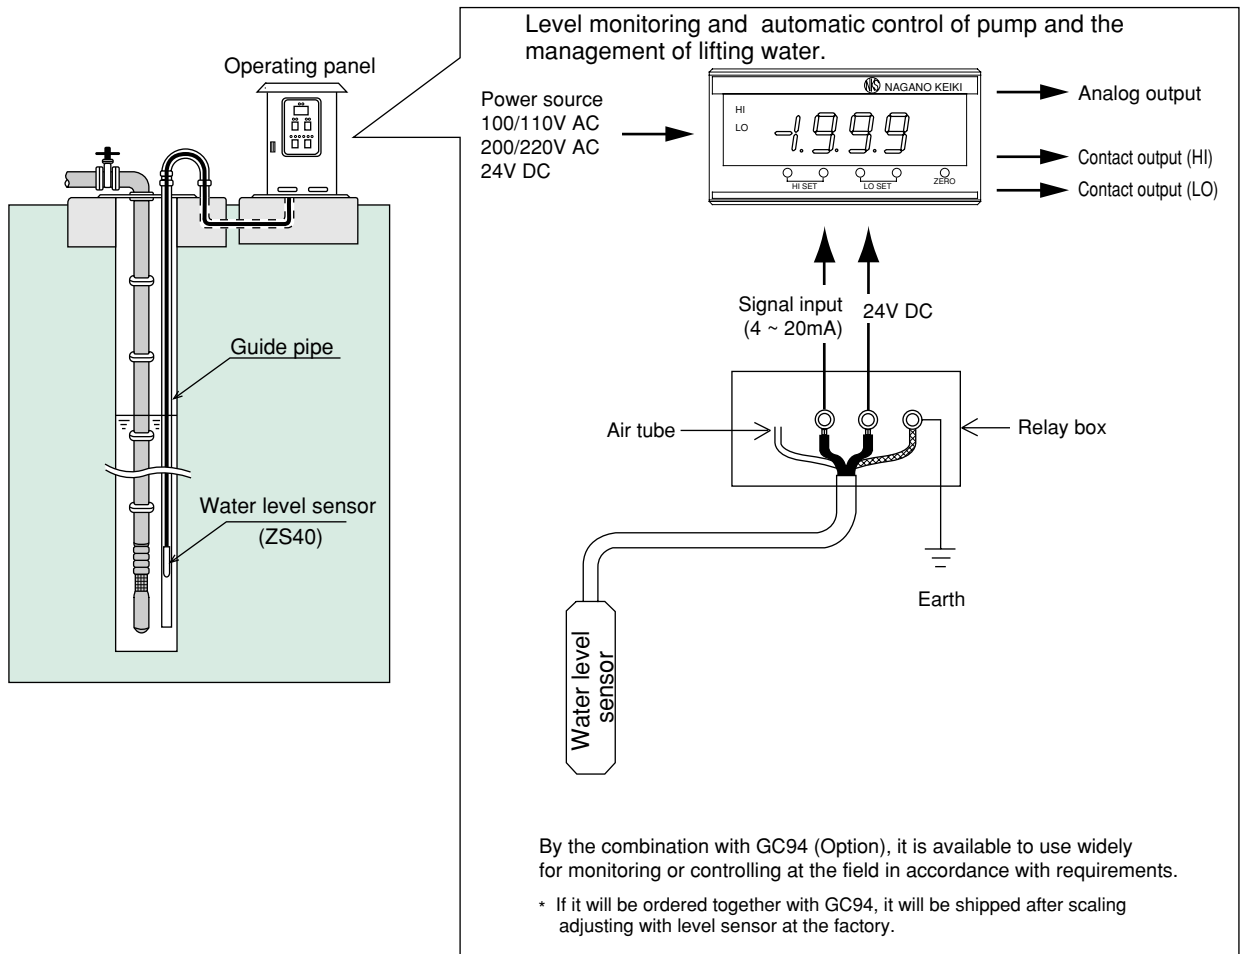 Level monitoring and automatic control of pump and the
management of lifting water.
Operating panel
Power source
100/110V AC
200/220V AC
24V DC
NKS NAGANO KEIKI
HI
LO
-1.9.9.9
HI SET
LO SET
ZERO
Analog output
Contact output (HI)
Contact output (LO)
Signal input
(4 ~ 20mA)
24V DC
Guide pipe
Air tube
Relay box
Water level sensor
(ZS40)
Earth
Water level
sensor
By the combination with GC94 (Option), it is available to use widely
for monitoring or controlling at the field in accordance with requirements.
* If it will be ordered together with GC94, it will be shipped after scaling
adjusting with level sensor at the factory.